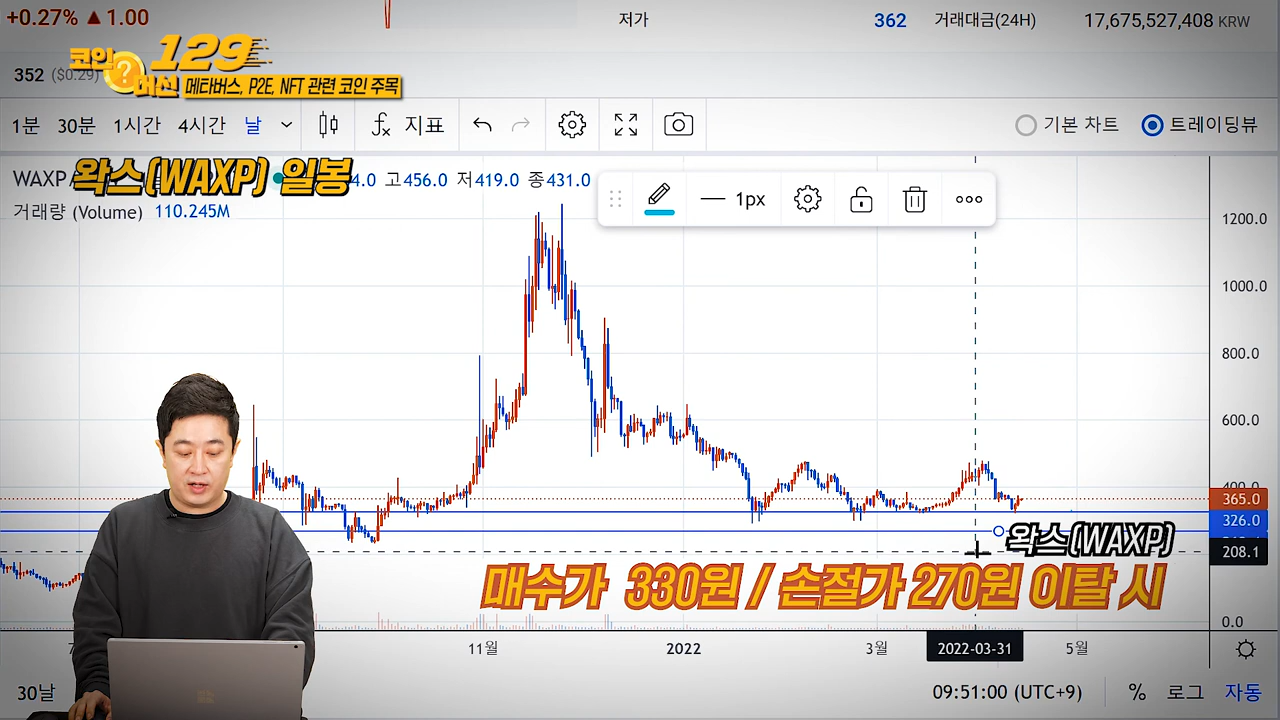 +0.27% ▲ 1.00
저가 362 거래대금(24H) 17,675,527,408 KRW
코인 129
머선
메타버스, P2E, NFT 관련 코인 주목
352 ($0.29)
1분 30분 1시간 4시간 날 지표 기본 차트 트레이딩뷰
WAXP/
왁스(WAXP) 일봉
4.0 고456.0 저419.0 종431.0
거래량 (Volume) 110.245M
1px
1200.0
1000.0
800.0
600.0
400.0
365.0
326.0
208.1
0.0
왁스(WAXP)
매수가 330원 / 손절가 270원 이탈 시
11월 2022 3월 2022-03-31 5월
30날 09:51:00 (UTC+9) % 로그 자동